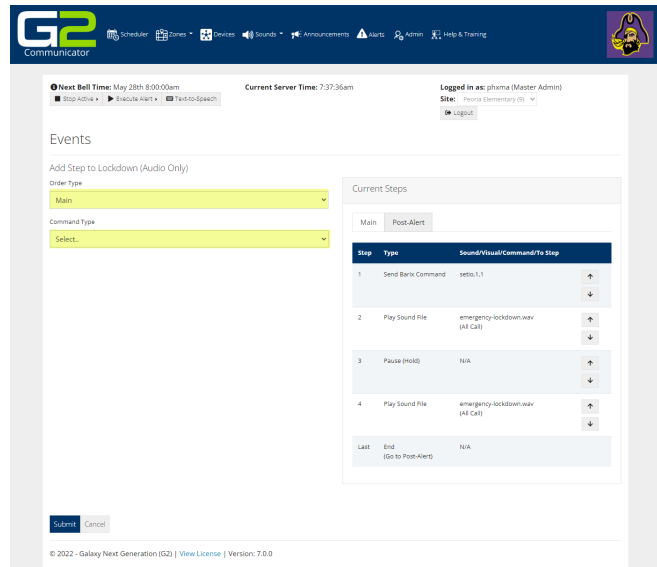 G2
Communicator
Scheduler Zones Devices Sounds Announcements Alerts Admin Help & Training
Next Bell Time: May 28th 8:00:00am Current Server Time: 7:37:36am Logged in as: phxma (Master Admin)
Stop Active Execute Alert Text-to-Speech Site: Peoria Elementary (9)
Logout
Events
Add Step to Lockdown (Audio Only)
Order Type
Main
Command Type
Select..
Current Steps
Main Post-Alert
Step Type Sound/Visual/Command/To Step
1 Send Barix Command setio,1,1
2 Play Sound File emergency-lockdown.wav
(All Call)
3 Pause (Hold) N/A
4 Play Sound File emergency-lockdown.wav
(All Call)
Last End N/A
(Go to Post-Alert)
Submit Cancel
© 2022 - Galaxy Next Generation (G2) | View License | Version: 7.0.0